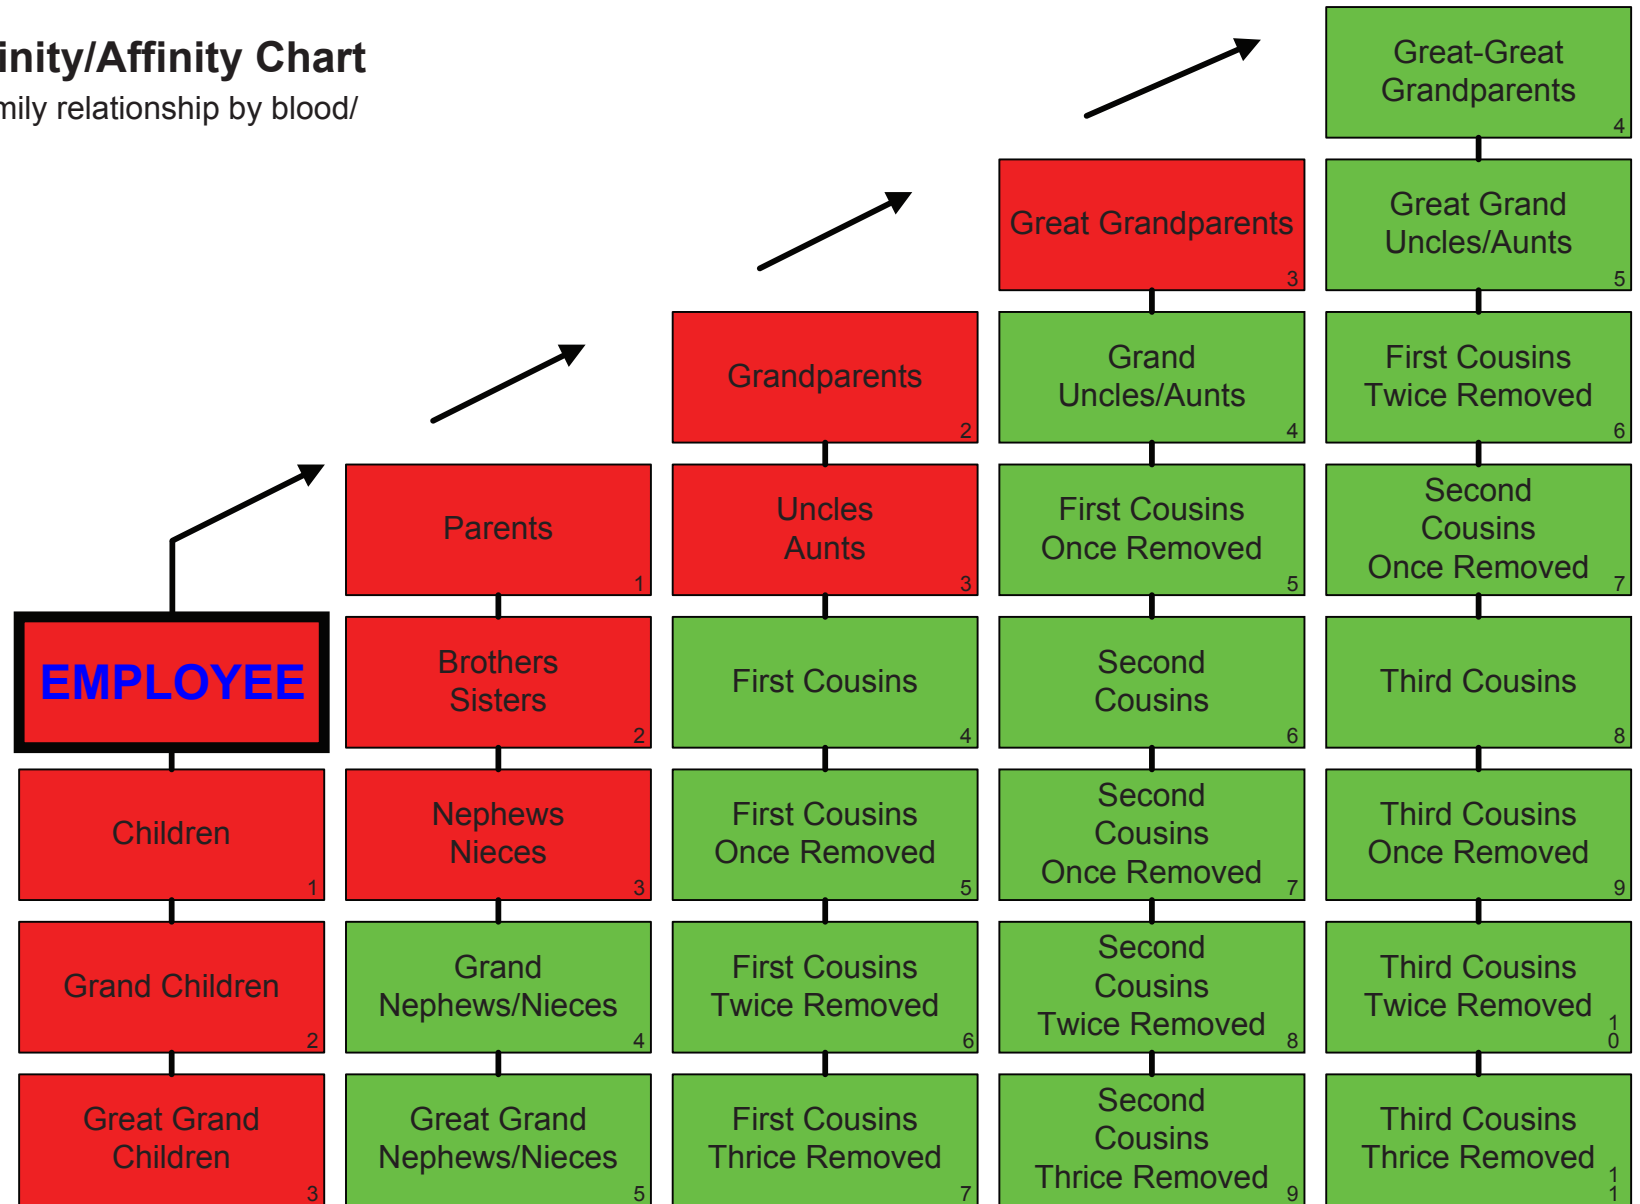 inity/Affinity Chart
mily relationship by blood/
Great-Great
Grandparents
4
Great Grandparents
3
Great Grand
Uncles/Aunts
5
Grandparents
2
Grand
Uncles/Aunts
4
First Cousins
Twice Removed
6
Parents
1
Uncles
Aunts
3
First Cousins
Once Removed
5
Second
Cousins
Once Removed
7
EMPLOYEE
Brothers
Sisters
2
First Cousins
4
Second
Cousins
6
Third Cousins
8
Children
1
Nephews
Nieces
3
First Cousins
Once Removed
5
Second
Cousins
Once Removed
7
Third Cousins
Once Removed
9
Grand Children
2
Grand
Nephews/Nieces
4
First Cousins
Twice Removed
6
Second
Cousins
Twice Removed
8
Third Cousins
Twice Removed
1
0
Great Grand
Children
3
Great Grand
Nephews/Nieces
5
First Cousins
Thrice Removed
7
Second
Cousins
Thrice Removed
9
Third Cousins
Thrice Removed
1
1